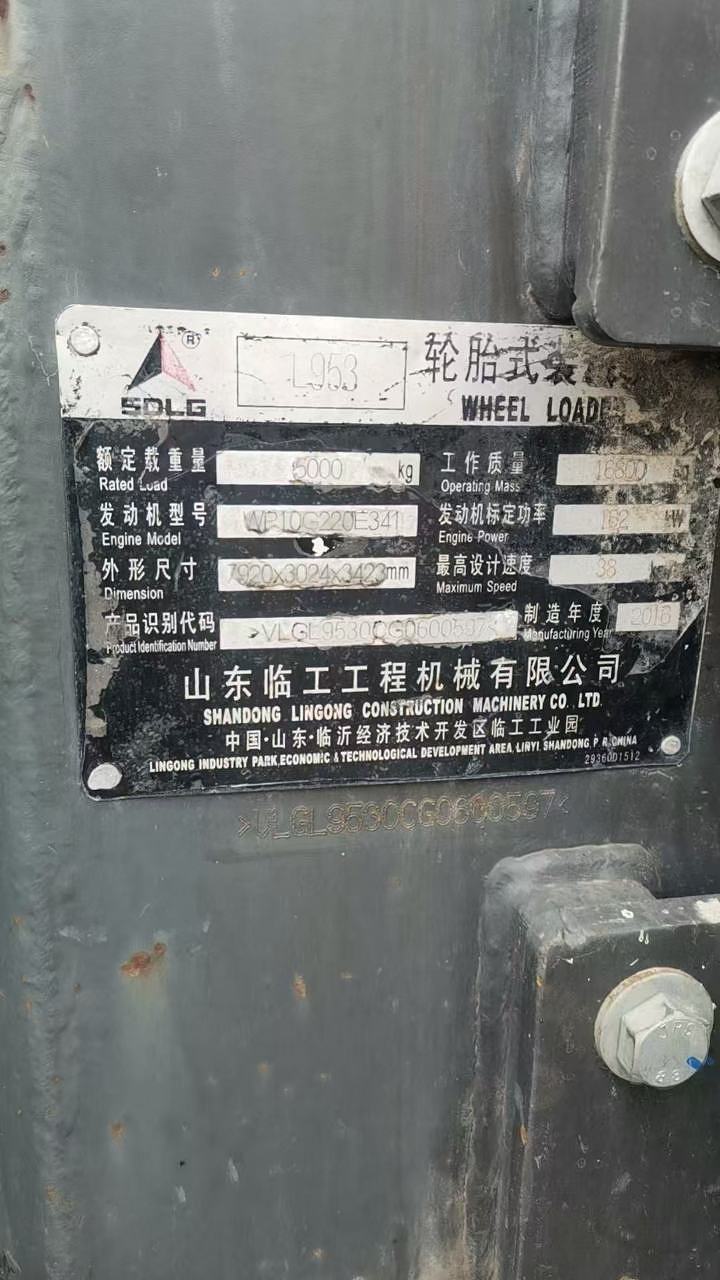 ®
SDLG
L953
轮胎式装
WHEEL LOADE
额定载重量 5000 kg
Rated Load
工作质量 16800
Operating Mass
发动机型号 WP10G220E341
Engine Model
发动机标定功率 162 kW
Engine Power
外形尺寸 7920x3024x3423mm
Dimension
最高设计速度 38
Maximum Speed
产品识别代码
Product Identification Number
制造年度
Manufacturing Year
山东临工工程机械有限公司
SHANDONG LINGONG CONSTRUCTION MACHINERY CO. LTD.
中国·山东·临沂经济技术开发区临工工业园
LINGONG INDUSTRY PARK,ECONOMIC & TECHNOLOGICAL DEVELOPMENT AREA, LINYI, SHANDONG, P. R. CHINA
29360D1512